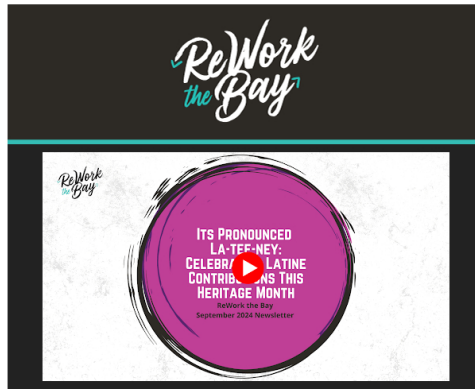 ReWork
the Bay
ReWork
the Bay
Its Pronounced
La-tee-ney:
Latine
This
Heritage Month
ReWork the Bay
September 2024 Newsletter